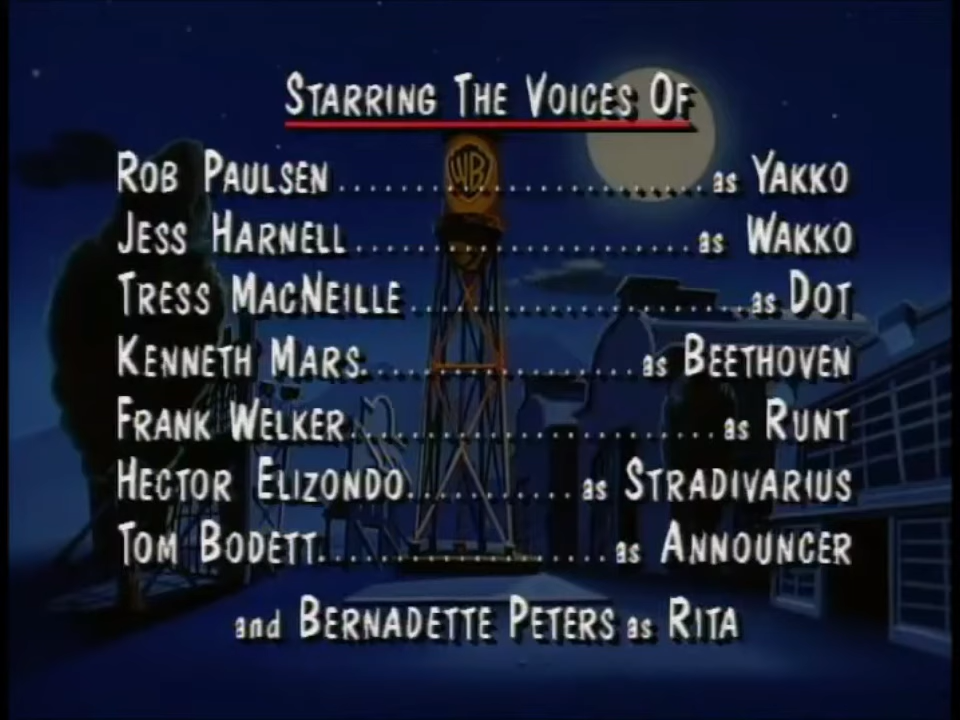 STARRING THE VOICES OF
WB
ROB PAULSEN.........................as YAKKO
JESS HARNELL.......................as WAKKO
TRESS MACNEILLE......................as DOT
KENNETH MARS..................as BEETHOVEN
FRANK WELKER........................as RUNT
HECTOR ELIZONDO...........as STRADIVARIUS
TOM BODETT....................as ANNOUNCER
and BERNADETTE PETERS as RITA